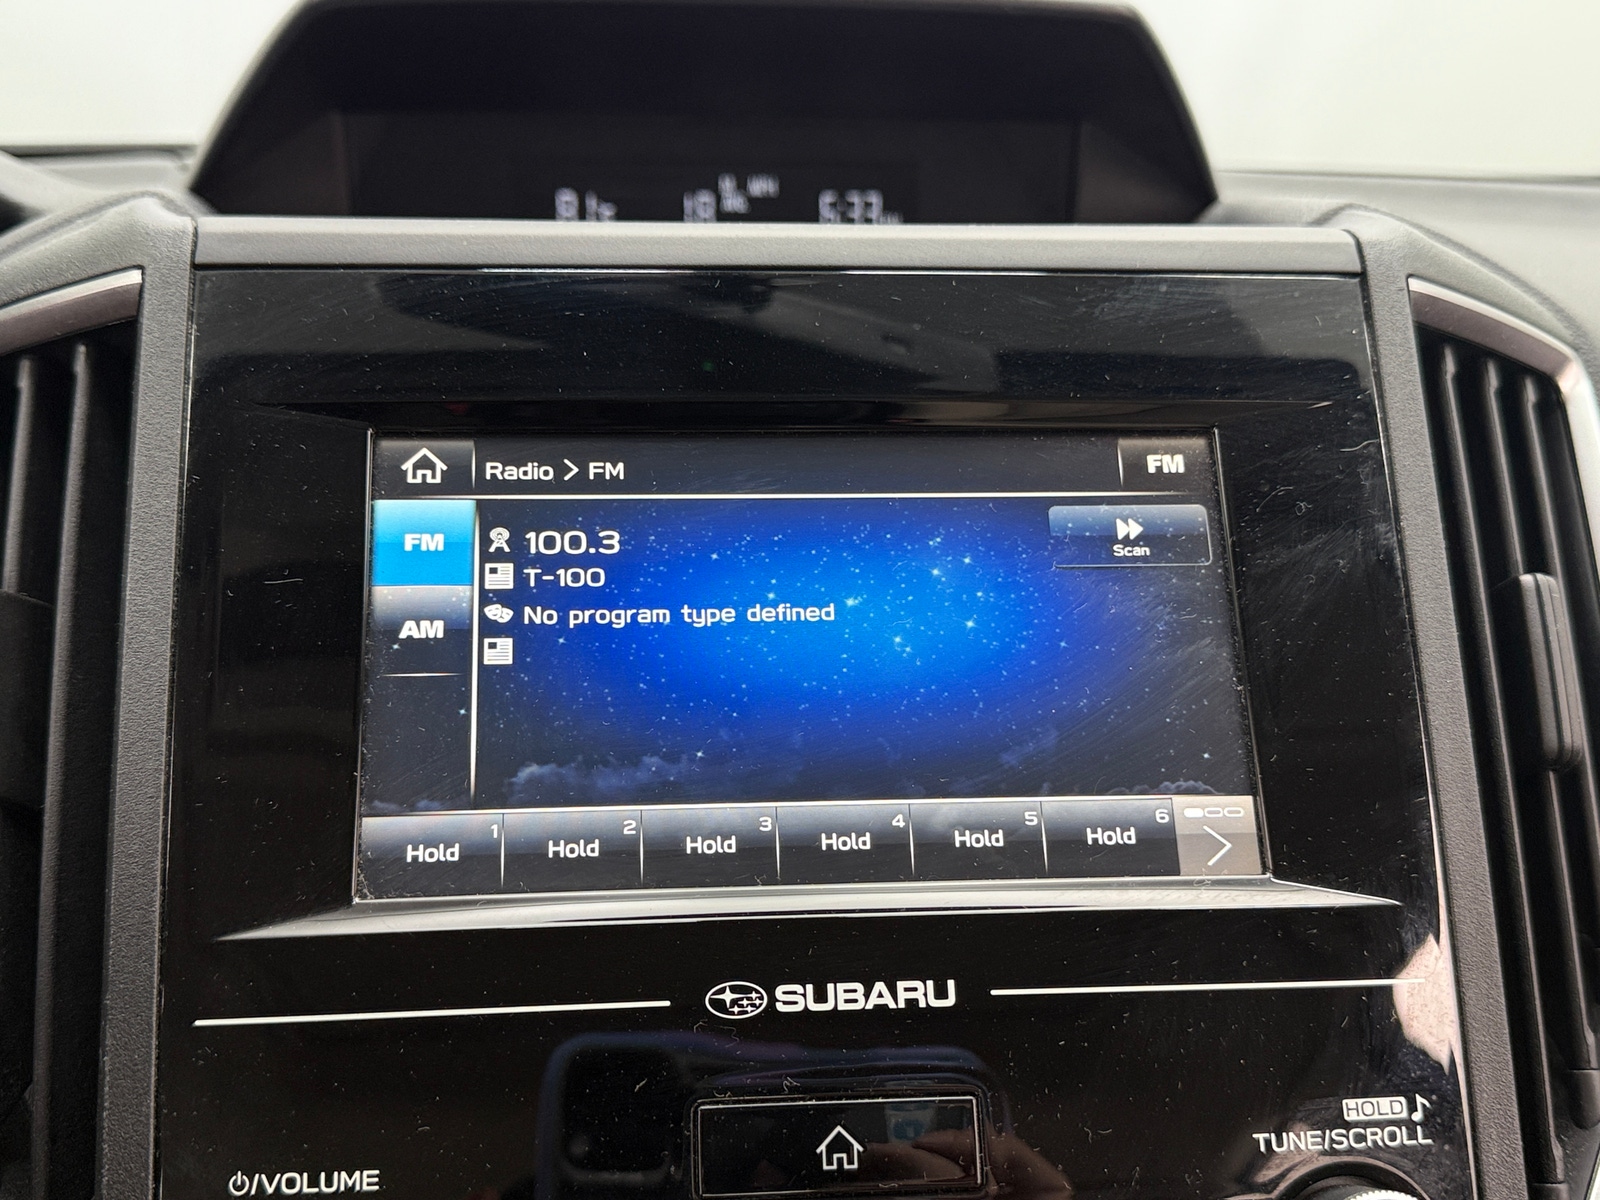 Radio > FM
FM
FM
100.3
Scan
T-100
AM
No program type defined
1 2 3 4 5 6
Hold Hold Hold Hold Hold Hold
SUBARU
HOLD
TUNE/SCROLL
/VOLUME